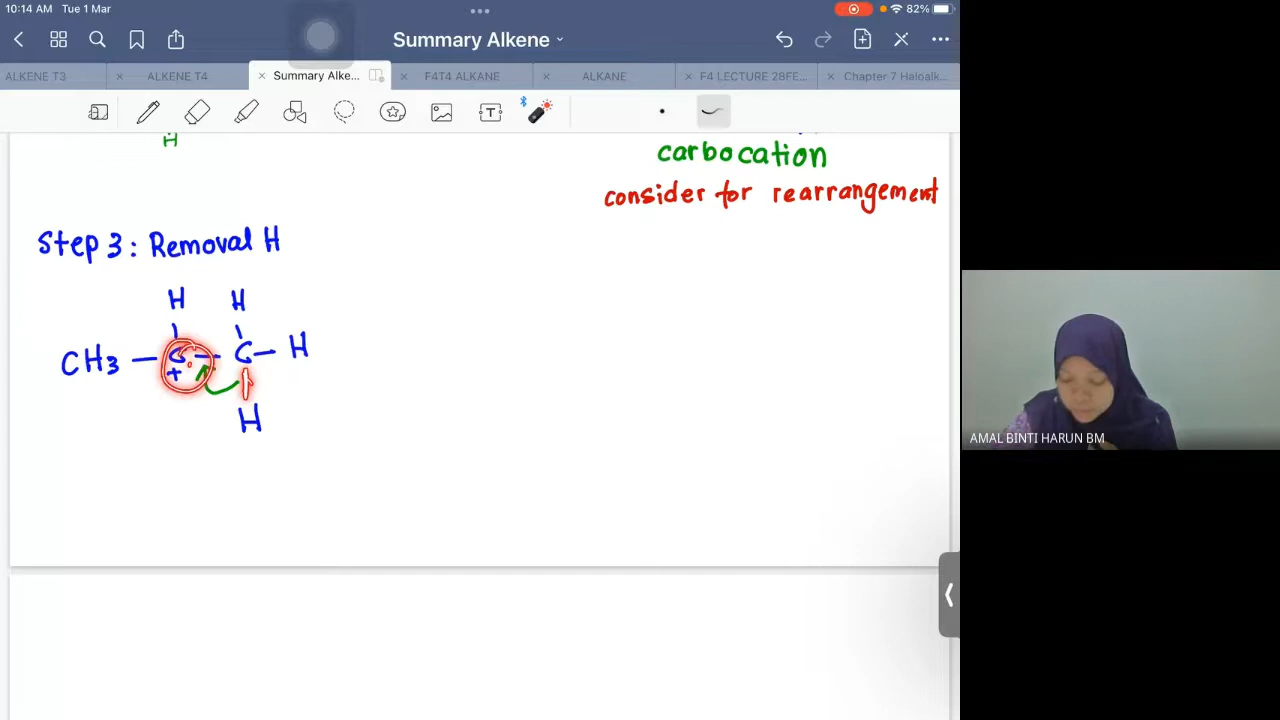 10:14 AM Tue 1 Mar
82%
Summary Alkene
ALKENE T3
ALKENE T4
Summary Alke...
F4T4 ALKANE
ALKANE
F4 LECTURE 28FE...
Chapter 7 Haloalk...
H
carbocation
consider for rearrangement
Step 3: Removal H
H H
CH3 — C — C — H
+
H
AMAL BINTI HARUN BM